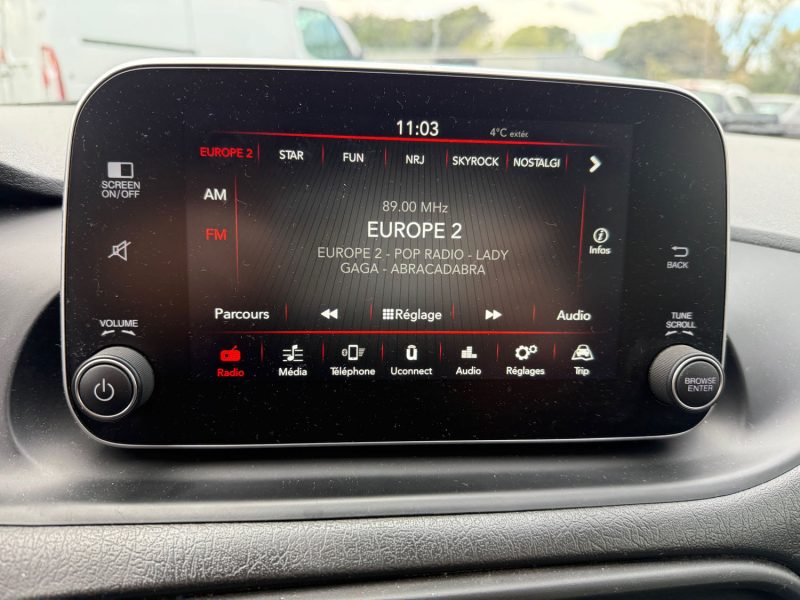 11:03 4°C extér.
EUROPE 2 STAR FUN NRJ SKYROCK NOSTALGI
SCREEN
ON/OFF
AM
89.00 MHz
FM
EUROPE 2
Infos
EUROPE 2 - POP RADIO - LADY
GAGA - ABRACADABRA
BACK
Parcours Réglage Audio
VOLUME
TUNE
SCROLL
Radio Média Téléphone Uconnect Audio Réglages Trip
BROWSE
ENTER